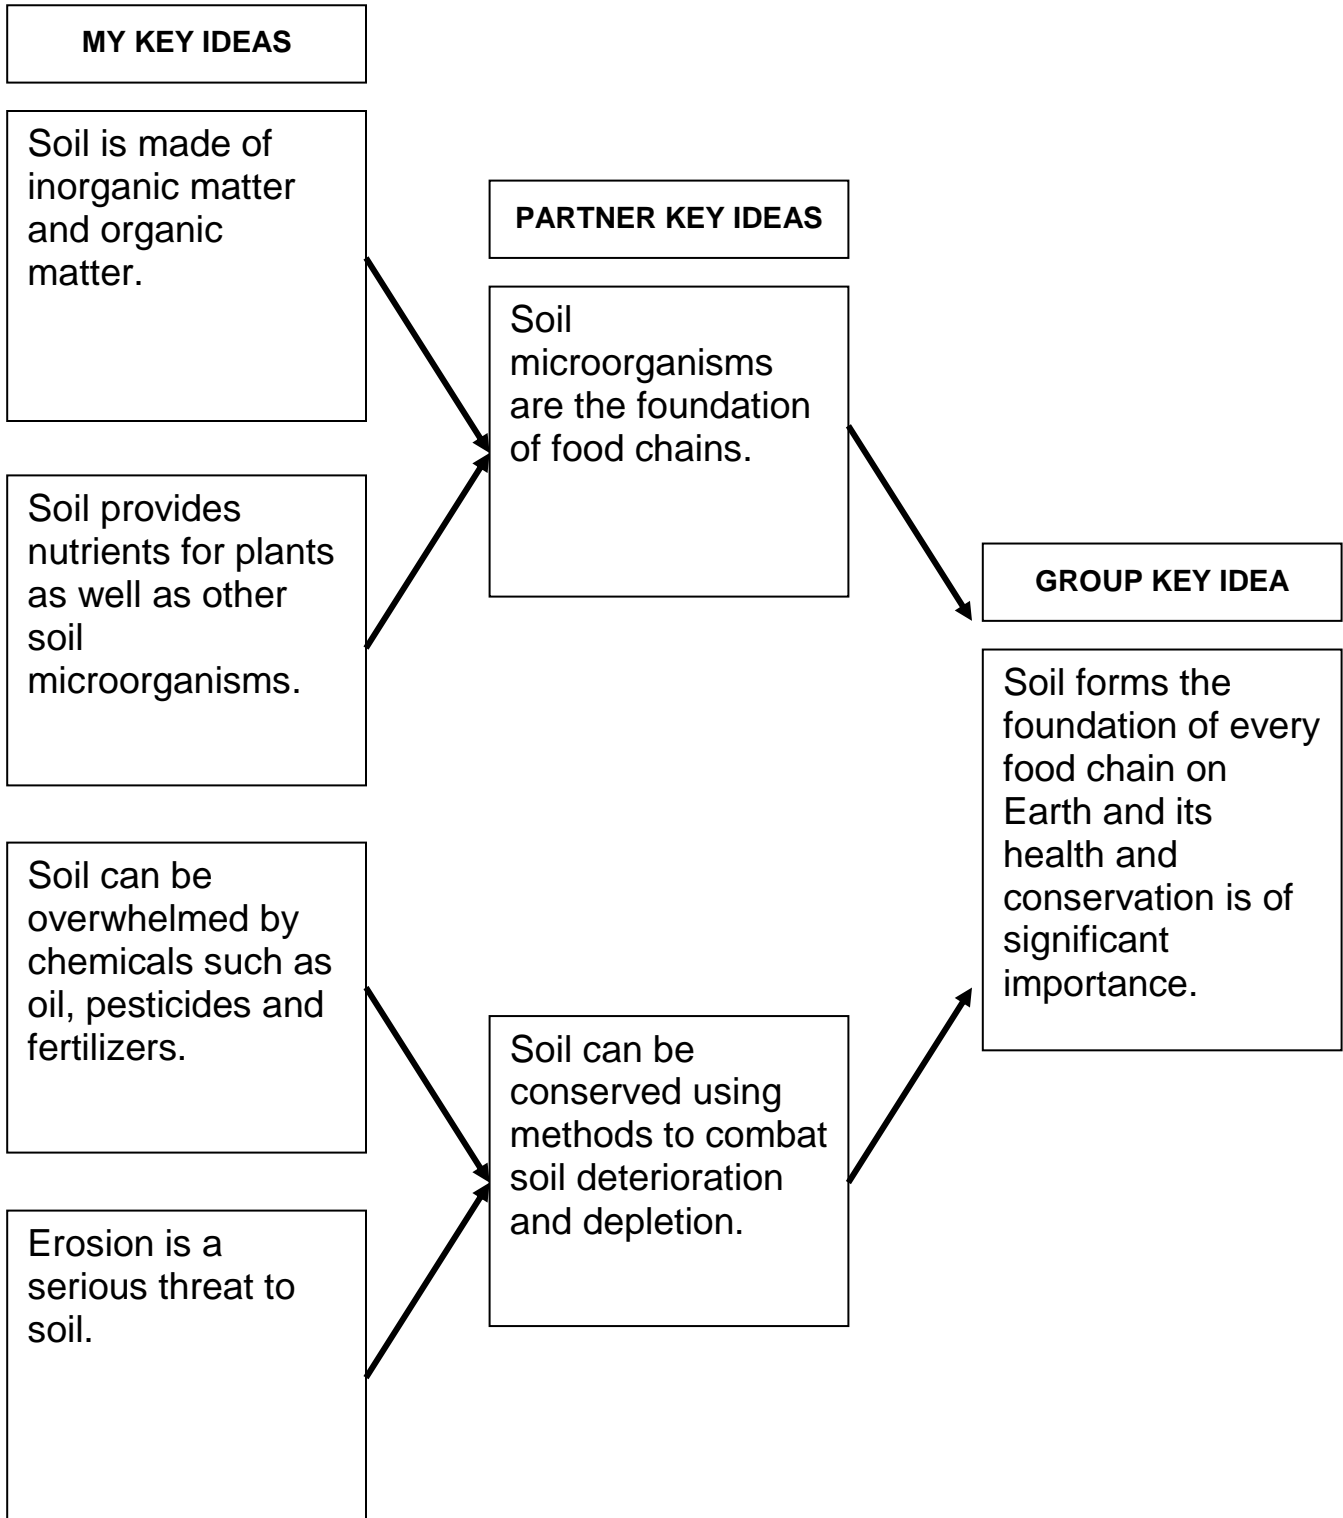 MY KEY IDEAS
Soil is made of
inorganic matter
and organic
matter.
Soil provides
nutrients for plants
as well as other
soil
microorganisms.
Soil can be
overwhelmed by
chemicals such as
oil, pesticides and
fertilizers.
Erosion is a
serious threat to
soil.
PARTNER KEY IDEAS
Soil
microorganisms
are the foundation
of food chains.
Soil can be
conserved using
methods to combat
soil deterioration
and depletion.
GROUP KEY IDEA
Soil forms the
foundation of every
food chain on
Earth and its
health and
conservation is of
significant
importance.